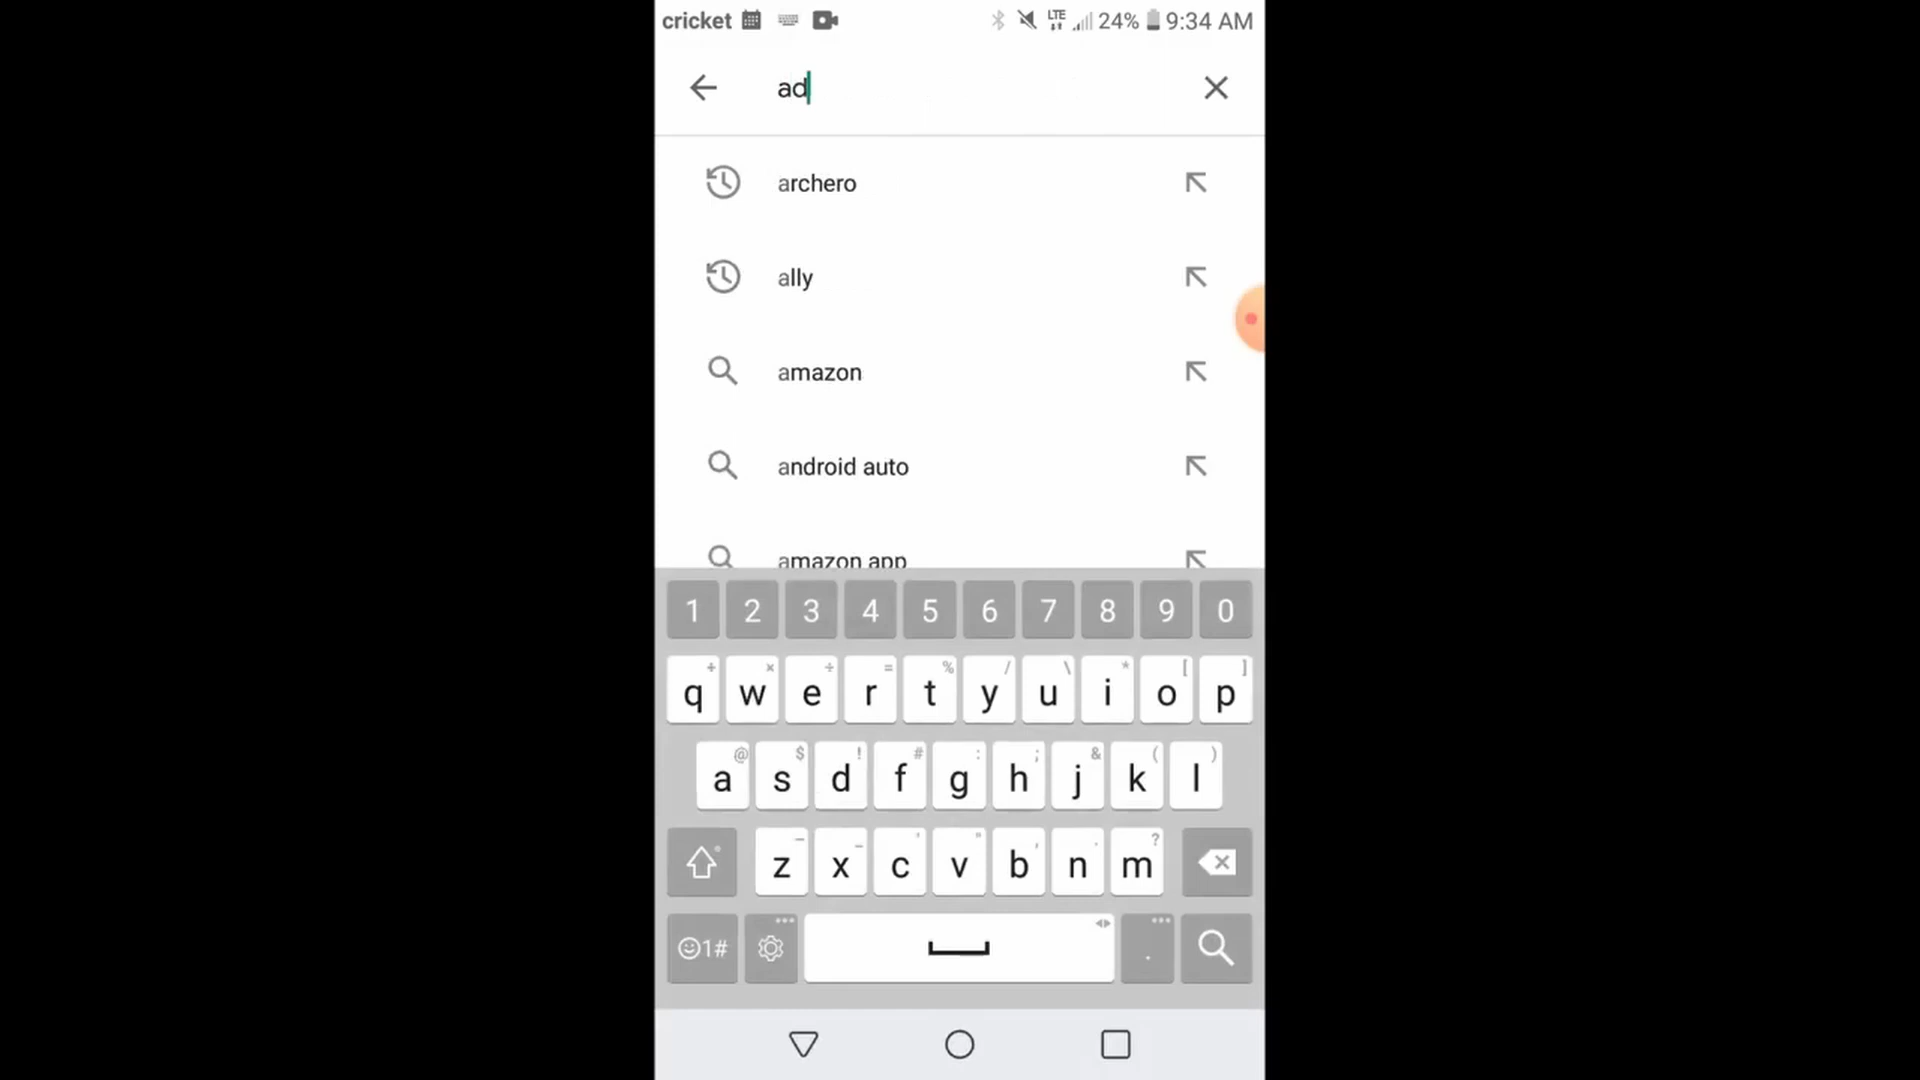 cricket 24% 9:34 AM
ad
archero
ally
amazon
android auto
amazon app
1 2 3 4 5 6 7 8 9 0
+ × ÷ = % / \ * [ ]
q w e r t y u i o p
@ $ ! # : ; & ( )
a s d f g h j k l
z x c v b n m
1# .